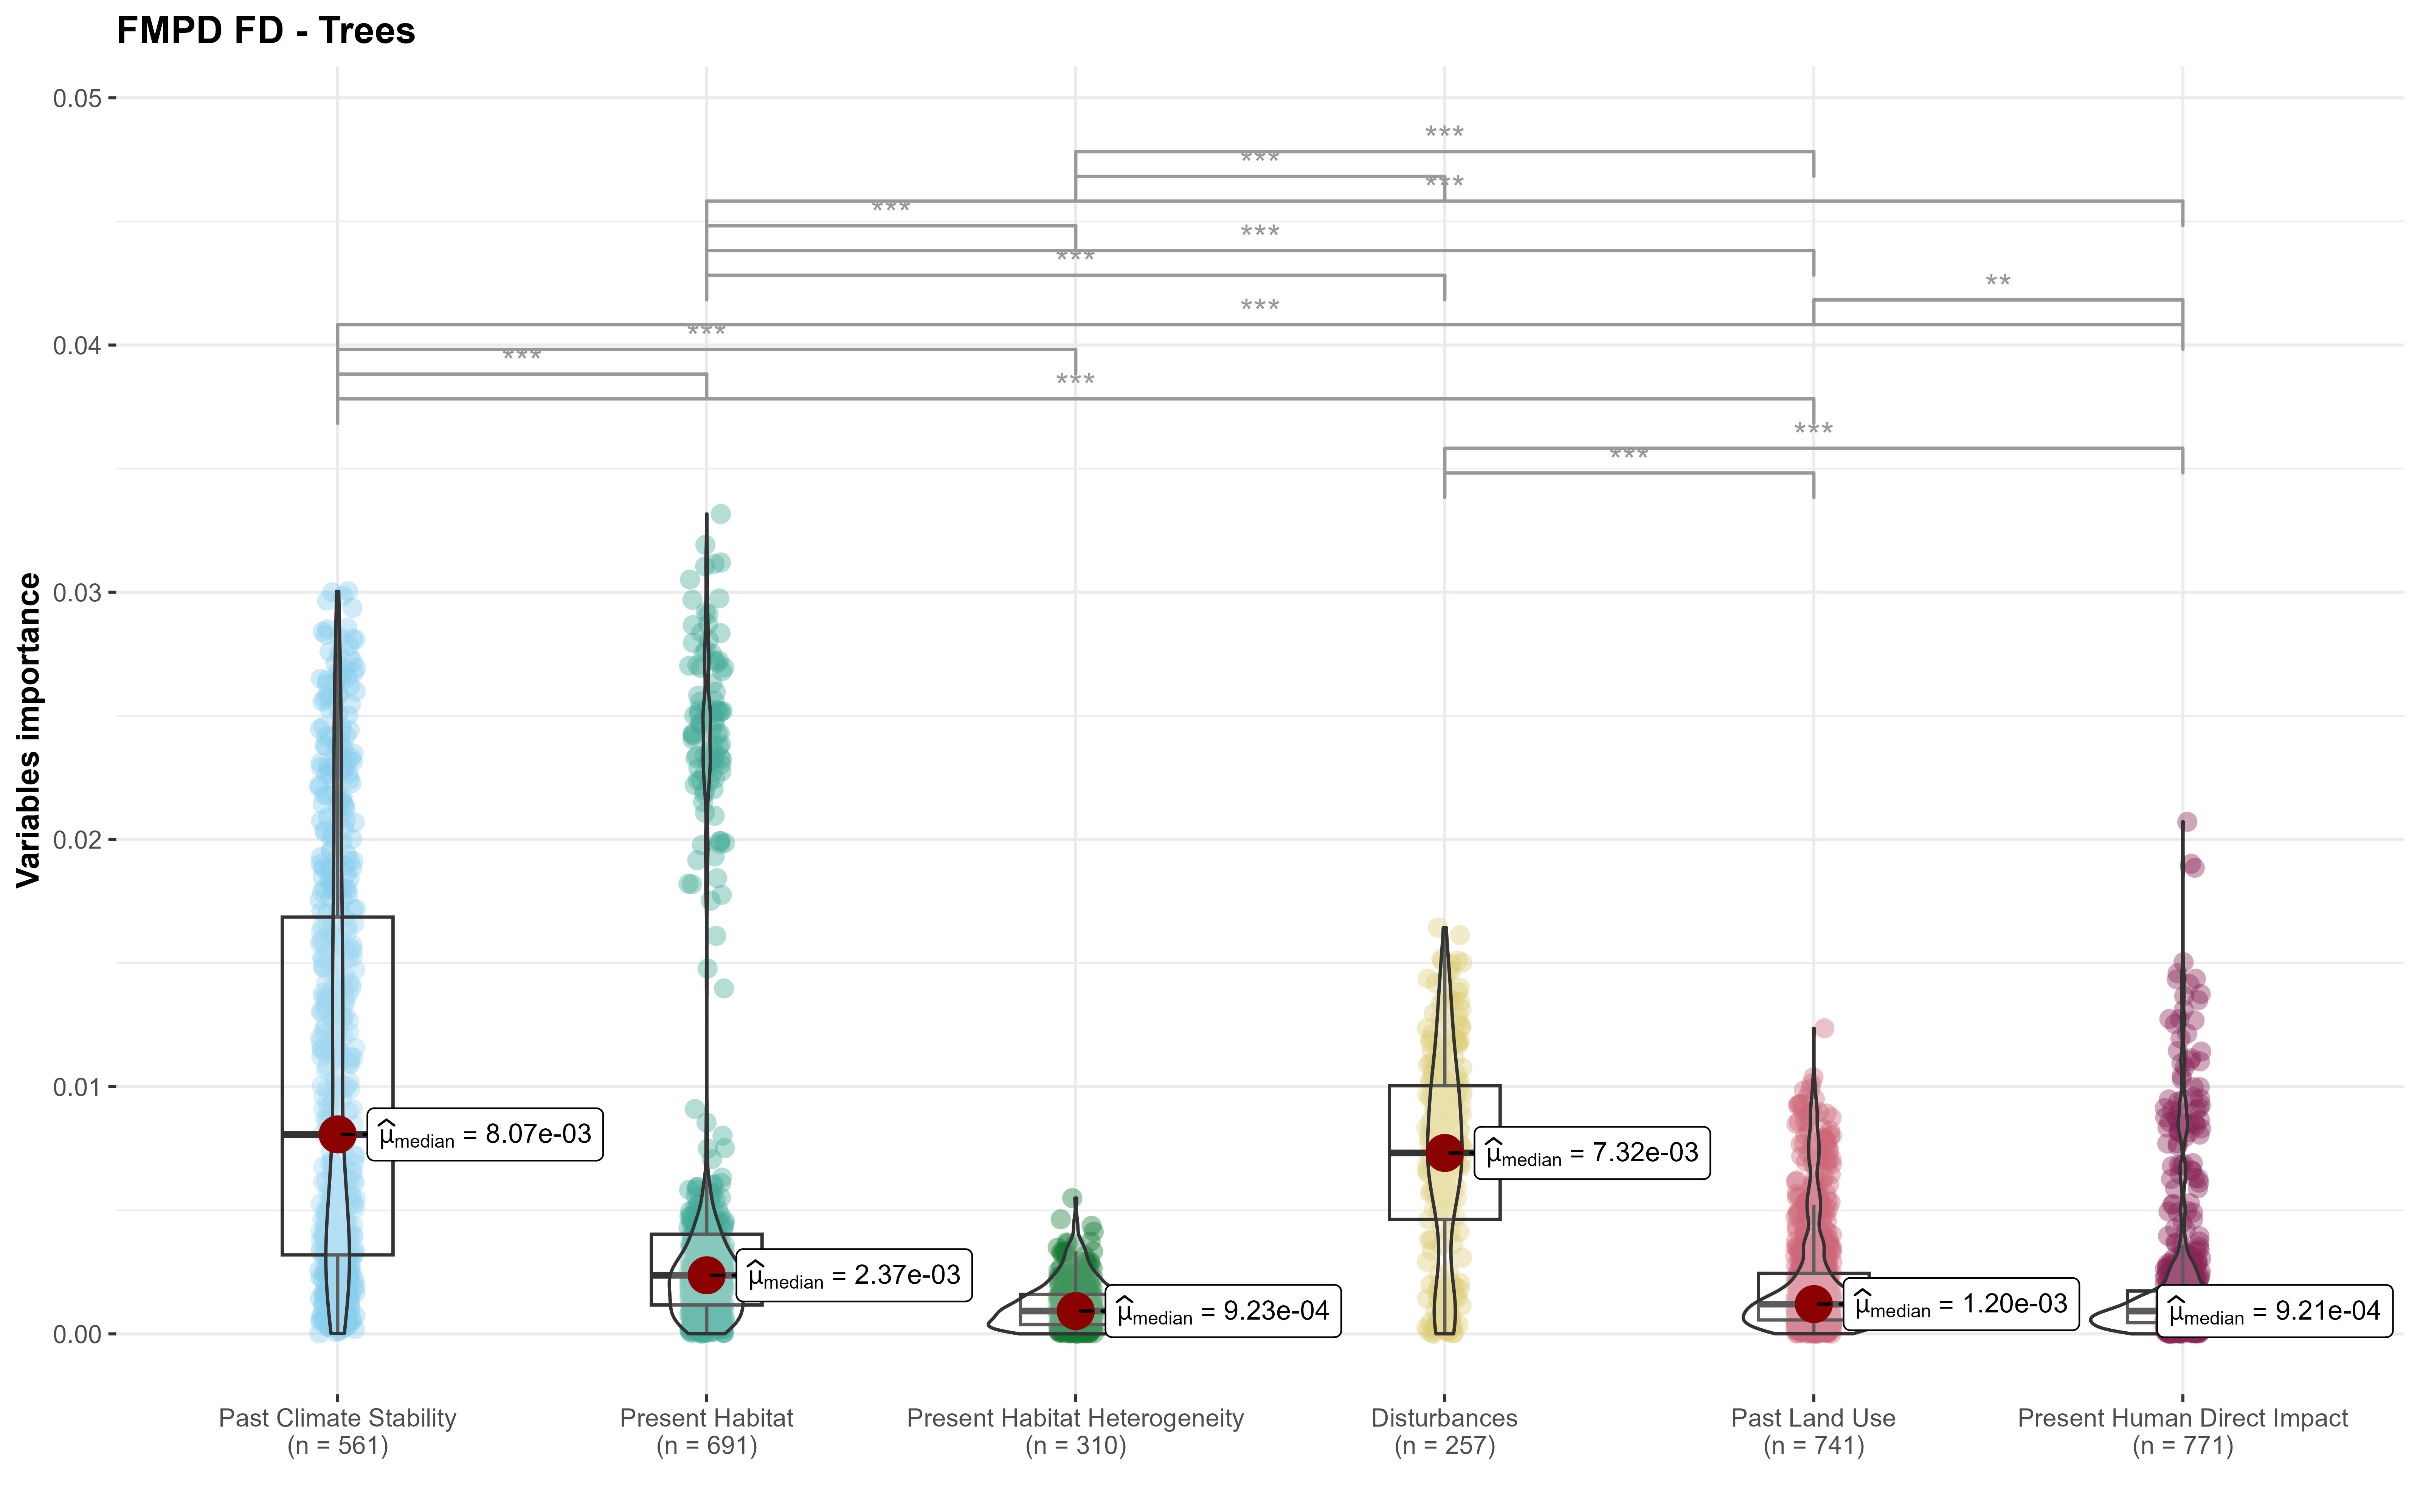 FMPD FD - Trees
Variables importance
0.05
0.04
0.03
0.02
0.01
0.00
***
***
***
***
***
***
**
***
***
***
***
***
***
μ̂median = 8.07e-03
μ̂median = 7.32e-03
μ̂median = 2.37e-03
μ̂median = 9.23e-04
μ̂median = 1.20e-03
μ̂median = 9.21e-04
Past Climate Stability
(n = 561)
Present Habitat
(n = 691)
Present Habitat Heterogeneity
(n = 310)
Disturbances
(n = 257)
Past Land Use
(n = 741)
Present Human Direct Impact
(n = 771)